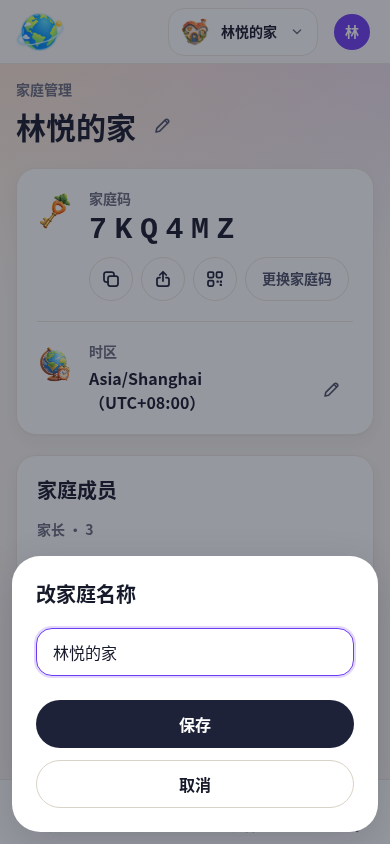 林悦的家
林
家庭管理
林悦的家
家庭码
7KQ4MZ
更换家庭码
时区
Asia/Shanghai
（UTC+08:00）
家庭成员
家长 · 3
改家庭名称
林悦的家
保存
取消